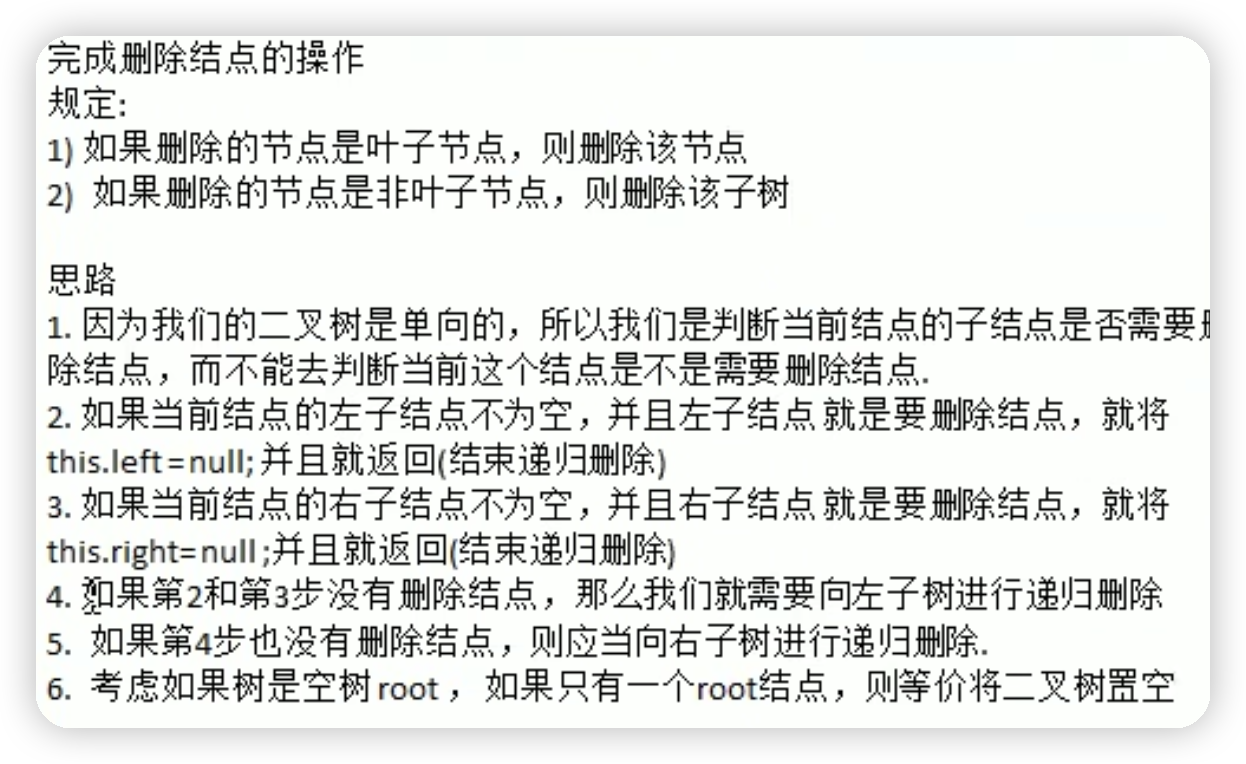 完成删除结点的操作
规定:
1) 如果删除的节点是叶子节点，则删除该节点
2) 如果删除的节点是非叶子节点，则删除该子树
思路
1. 因为我们的二叉树是单向的，所以我们是判断当前结点的子结点是否需要
除结点，而不能去判断当前这个结点是不是需要删除结点.
2. 如果当前结点的左子结点不为空，并且左子结点 就是要删除结点，就将
this.left=null; 并且就返回(结束递归删除)
3. 如果当前结点的右子结点不为空，并且右子结点 就是要删除结点，就将
this.right= null ;并且就返回(结束递归删除)
4. 如果第2和第3步没有删除结点，那么我们就需要向左子树进行递归删除
5. 如果第4步也没有删除结点，则应当向右子树进行递归删除.
6. 考虑如果树是空树 root ， 如果只有一个root结点，则等价将二叉树置空